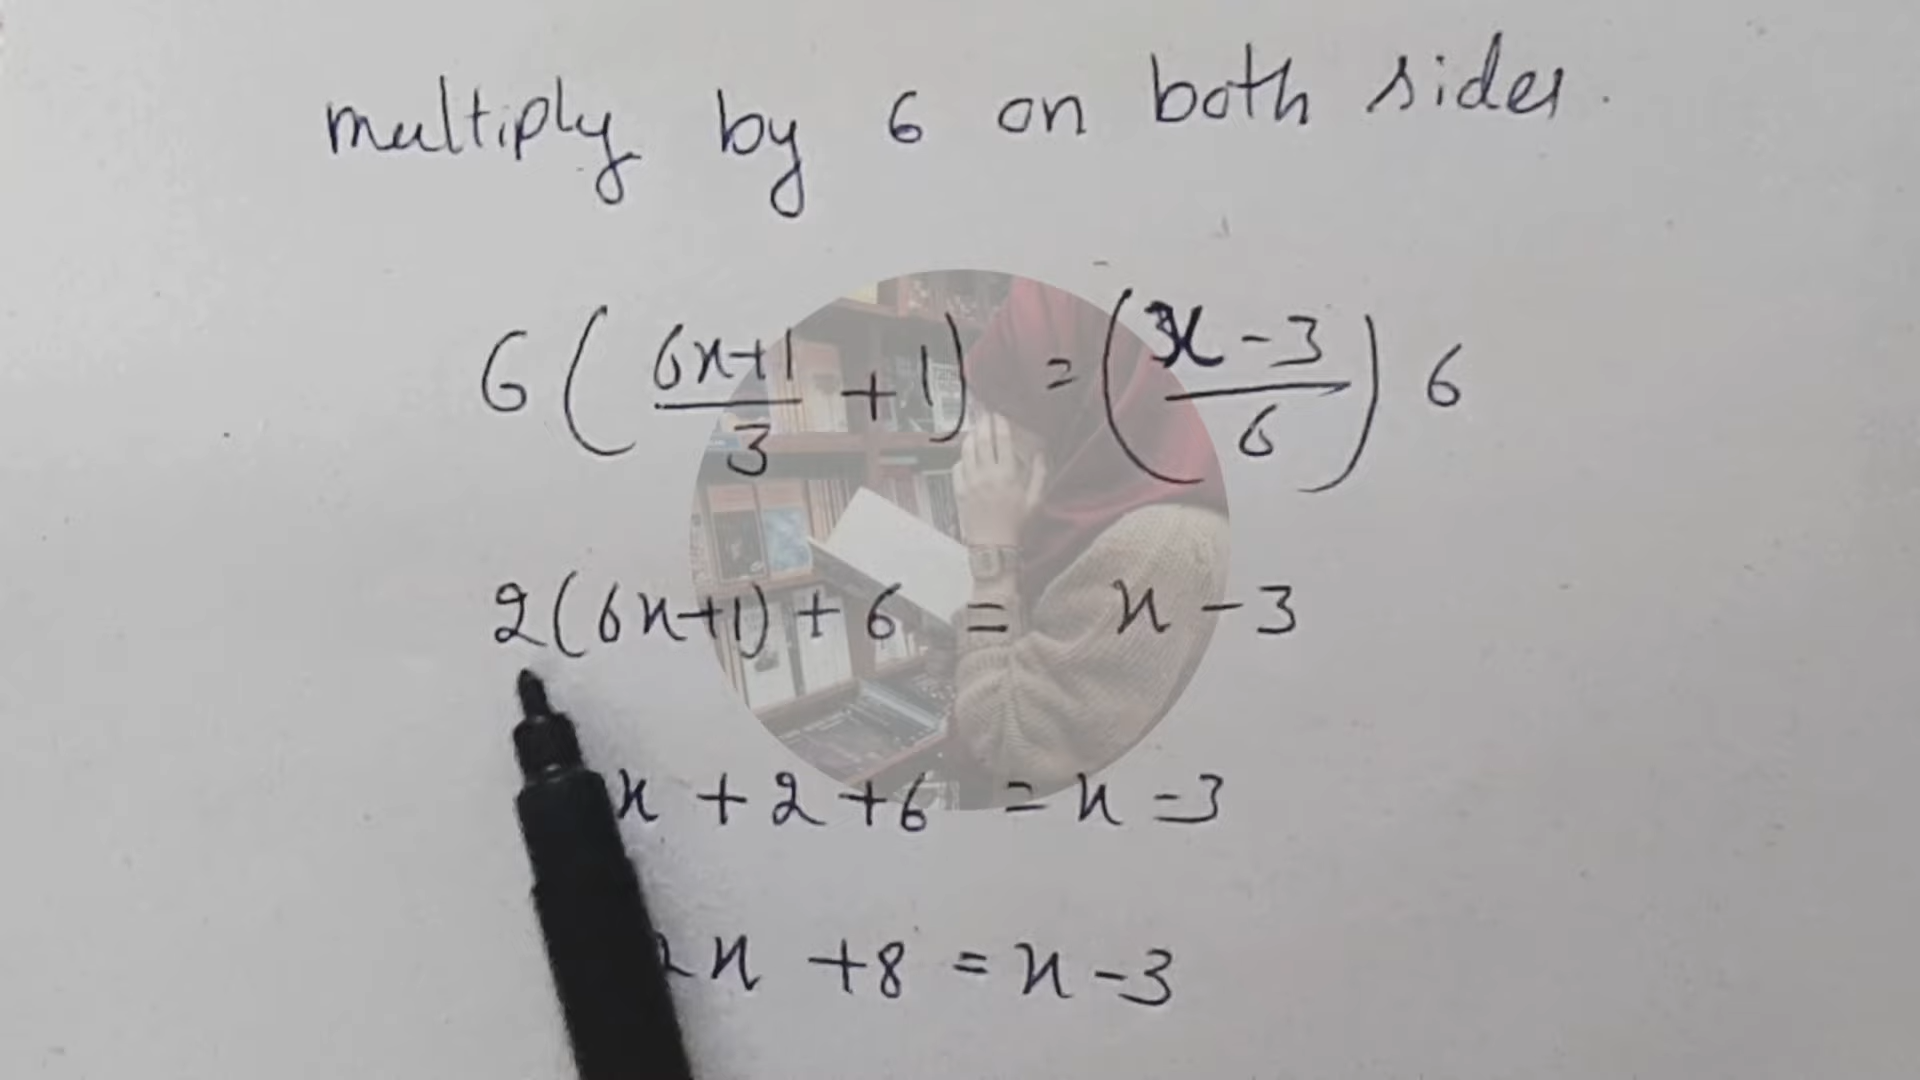 multiply by 6 on both sides.
6 ( (6x+1)/3 + 1 ) = ( (x-3)/6 ) 6
2(6x+1) + 6 = x - 3
x + 2 + 6 = x - 3
2x + 8 = x - 3